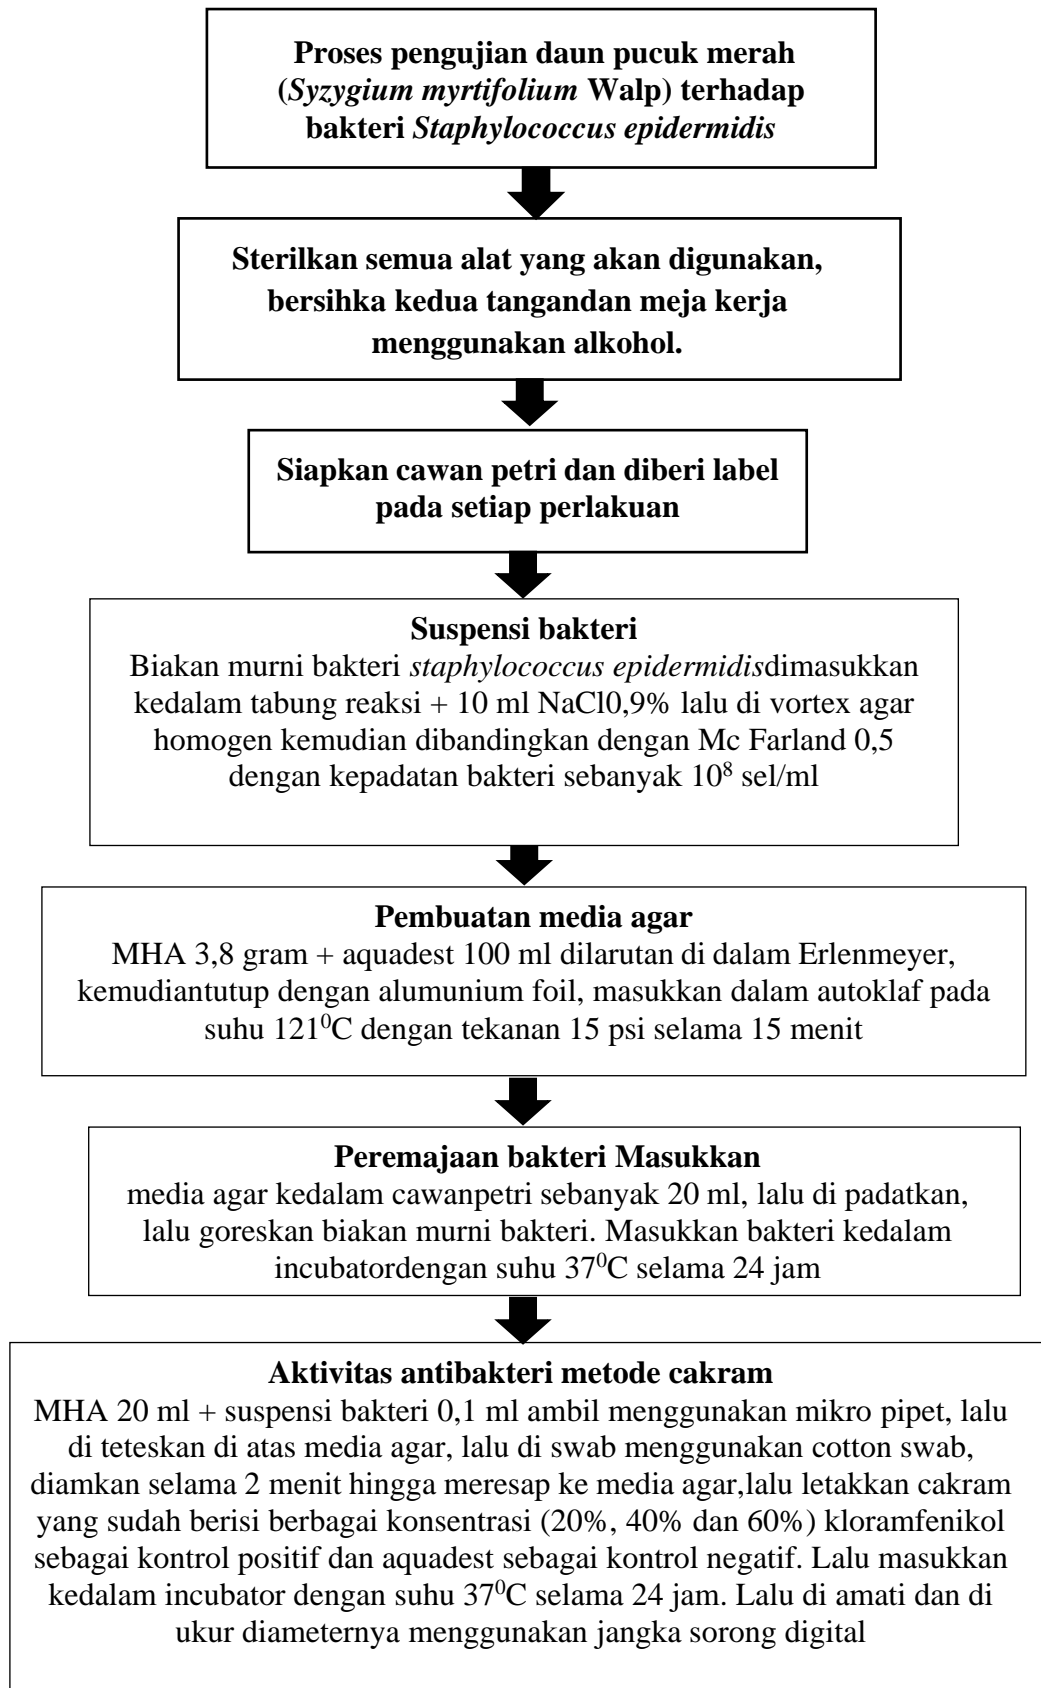 Proses pengujian daun pucuk merah
(Syzygium myrtifolium Walp) terhadap
bakteri Staphylococcus epidermidis
Sterilkan semua alat yang akan digunakan,
bersihka kedua tangandan meja kerja
menggunakan alkohol.
Siapkan cawan petri dan diberi label
pada setiap perlakuan
Suspensi bakteri
Biakan murni bakteri staphylococcus epidermidisdimasukkan
kedalam tabung reaksi + 10 ml NaCl0,9% lalu di vortex agar
homogen kemudian dibandingkan dengan Mc Farland 0,5
dengan kepadatan bakteri sebanyak 10⁸ sel/ml
Pembuatan media agar
MHA 3,8 gram + aquadest 100 ml dilarutan di dalam Erlenmeyer,
kemudiantutup dengan alumunium foil, masukkan dalam autoklaf pada
suhu 121⁰C dengan tekanan 15 psi selama 15 menit
Peremajaan bakteri Masukkan
media agar kedalam cawanpetri sebanyak 20 ml, lalu di padatkan,
lalu goreskan biakan murni bakteri. Masukkan bakteri kedalam
incubatordengan suhu 37⁰C selama 24 jam
Aktivitas antibakteri metode cakram
MHA 20 ml + suspensi bakteri 0,1 ml ambil menggunakan mikro pipet, lalu
di teteskan di atas media agar, lalu di swab menggunakan cotton swab,
diamkan selama 2 menit hingga meresap ke media agar,lalu letakkan cakram
yang sudah berisi berbagai konsentrasi (20%, 40% dan 60%) kloramfenikol
sebagai kontrol positif dan aquadest sebagai kontrol negatif. Lalu masukkan
kedalam incubator dengan suhu 37⁰C selama 24 jam. Lalu di amati dan di
ukur diameternya menggunakan jangka sorong digital